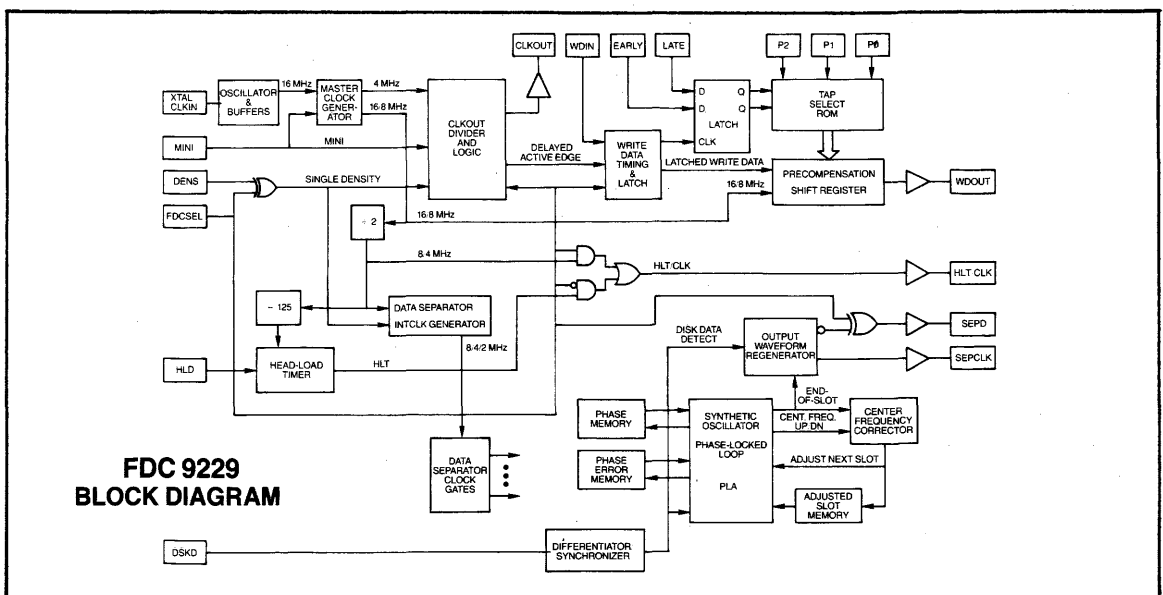 CLKOUT
WDIN
EARLY
LATE
P2
P1
PØ
XTAL
CLKIN
OSCILLATOR
&
BUFFERS
16 MHz
MASTER
CLOCK
GENER-
ATOR
4 MHz
16/8 MHz
CLKOUT
DIVIDER
AND
LOGIC
D
Q
D
Q
LATCH
CLK
TAP
SELECT
ROM
MINI
MINI
DELAYED
ACTIVE EDGE
WRITE
DATA
TIMING
&
LATCH
LATCHED WRITE DATA
PRECOMPENSATION
SHIFT REGISTER
WDOUT
DENS
SINGLE DENSITY
16/8 MHz
FDCSEL
÷ 2
16/8 MHz
8/4 MHz
HLT/CLK
HLT CLK
÷ 125
DATA SEPARATOR
INTCLK GENERATOR
8/4/2 MHz
DISK DATA
DETECT
OUTPUT
WAVEFORM
REGENERATOR
SEPD
SEPCLK
HLD
HEAD-LOAD
TIMER
HLT
END-
OF-SLOT
PHASE
MEMORY
SYNTHETIC
OSCILLATOR
PHASE-LOCKED
LOOP
PLA
CENT. FREQ.
UP/DN
CENTER
FREQUENCY
CORRECTOR
FDC 9229
BLOCK DIAGRAM
DATA
SEPARATOR
CLOCK
GATES
PHASE
ERROR
MEMORY
ADJUST NEXT SLOT
ADJUSTED
SLOT
MEMORY
DSKD
DIFFERENTIATOR
SYNCHRONIZER